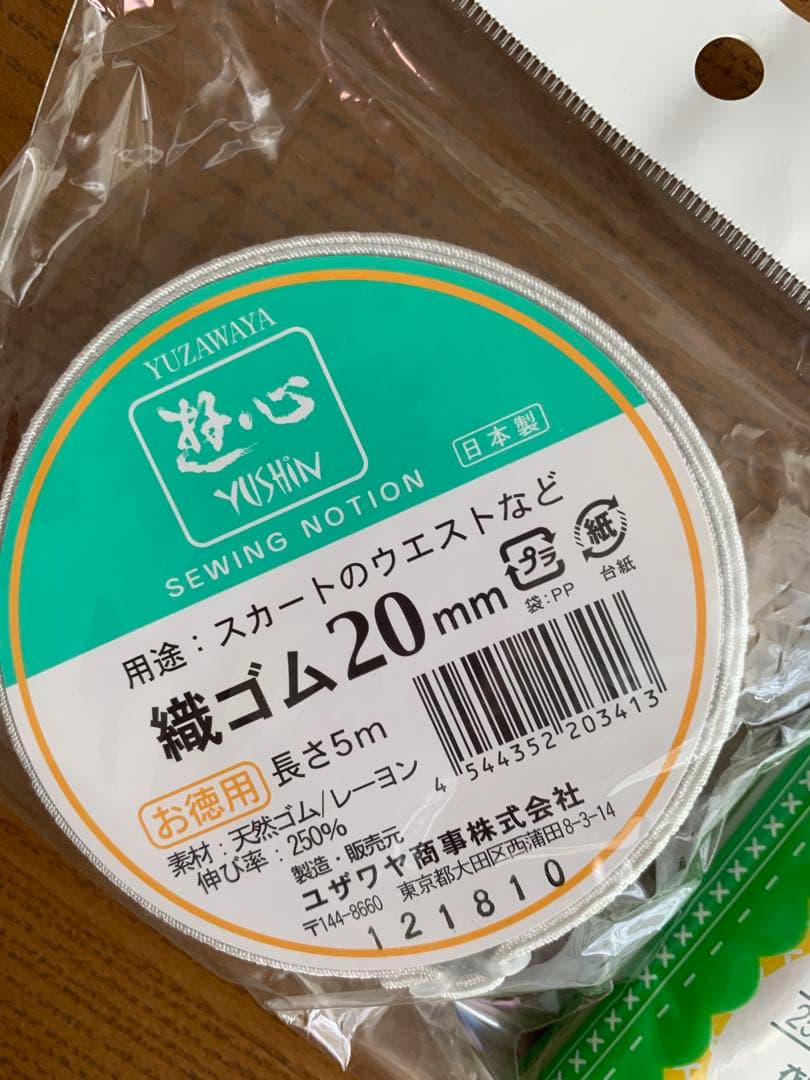 YUZAWAYA
遊心
YUSHiN
日本製
SEWING NOTION
用途：スカートのウエストなど
プラ
袋:PP
紙
台紙
織ゴム20mm
お徳用 長さ5m
4 544352 203413
素材：天然ゴム/レーヨン
伸び率：250%
製造・販売元
ユザワヤ商事株式会社
〒144-8660 東京都大田区西蒲田8-3-14
121810